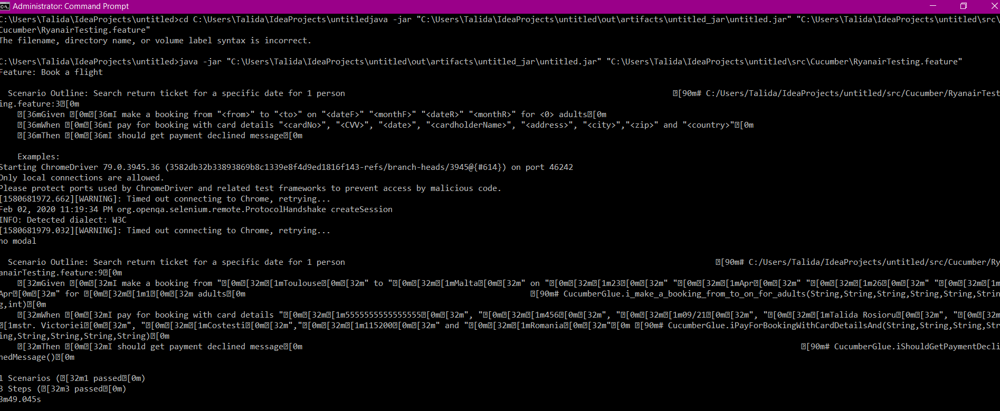 Administrator: Command Prompt
C:\Users\Talida\IdeaProjects\untitled>cd C:\Users\Talida\IdeaProjects\untitledjava -jar "C:\Users\Talida\IdeaProjects\untitled\out\artifacts\untitled_jar\untitled.jar" "C:\Users\Talida\IdeaProjects\untitled\src\
Cucumber\RyanairTesting.feature"
The filename, directory name, or volume label syntax is incorrect.
C:\Users\Talida\IdeaProjects\untitled>java -jar "C:\Users\Talida\IdeaProjects\untitled\out\artifacts\untitled_jar\untitled.jar" "C:\Users\Talida\IdeaProjects\untitled\src\Cucumber\RyanairTesting.feature"
Feature: Book a flight
Scenario Outline: Search return ticket for a specific date for 1 person ⍰[90m# C:/Users/Talida/IdeaProjects/untitled/src/Cucumber/RyanairTest
ing.feature:3⍰[0m
⍰[36mGiven ⍰[0m⍰[36mI make a booking from "<from>" to "<to>" on "<dateF>" "<monthF>" "<dateR>" "<monthR>" for <0> adults⍰[0m
⍰[36mWhen ⍰[0m⍰[36mI pay for booking with card details "<cardNo>", "<CVV>", "<date>", "<cardholderName>", "<address>", "<city>","<zip>" and "<country>"⍰[0m
⍰[36mThen ⍰[0m⍰[36mI should get payment declined message⍰[0m
Examples:
Starting ChromeDriver 79.0.3945.36 (3582db32b33893869b8c1339e8f4d9ed1816f143-refs/branch-heads/3945@{#614}) on port 46242
Only local connections are allowed.
Please protect ports used by ChromeDriver and related test frameworks to prevent access by malicious code.
[1580681972.662][WARNING]: Timed out connecting to Chrome, retrying...
Feb 02, 2020 11:19:34 PM org.openqa.selenium.remote.ProtocolHandshake createSession
INFO: Detected dialect: W3C
[1580681979.032][WARNING]: Timed out connecting to Chrome, retrying...
no modal
Scenario Outline: Search return ticket for a specific date for 1 person ⍰[90m# C:/Users/Talida/IdeaProjects/untitled/src/Cucumber/Ry
anairTesting.feature:9⍰[0m
⍰[32mGiven ⍰[0m⍰[32mI make a booking from "⍰[0m⍰[32m⍰[1mToulouse⍰[0m⍰[32m" to "⍰[0m⍰[32m⍰[1mMalta⍰[0m⍰[32m" on "⍰[0m⍰[32m⍰[1m23⍰[0m⍰[32m" "⍰[0m⍰[32m⍰[1mApr⍰[0m⍰[32m" "⍰[0m⍰[32m⍰[1m26⍰[0m⍰[32m" "⍰[0m⍰[32m⍰[1m
Apr⍰[0m⍰[32m" for ⍰[0m⍰[32m⍰[1m1⍰[0m⍰[32m adults⍰[0m ⍰[90m# CucumberGlue.i_make_a_booking_from_to_on_for_adults(String,String,String,String,String,Strin
g,int)⍰[0m
⍰[32mWhen ⍰[0m⍰[32mI pay for booking with card details "⍰[0m⍰[32m⍰[1m5555555555555555⍰[0m⍰[32m", "⍰[0m⍰[32m⍰[1m456⍰[0m⍰[32m", "⍰[0m⍰[32m⍰[1m09/21⍰[0m⍰[32m", "⍰[0m⍰[32m⍰[1mTalida Rosioru⍰[0m⍰[32m", "⍰[0m⍰[32m
⍰[1mstr. Victoriei⍰[0m⍰[32m", "⍰[0m⍰[32m⍰[1mCostesti⍰[0m⍰[32m","⍰[0m⍰[32m⍰[1m115200⍰[0m⍰[32m" and "⍰[0m⍰[32m⍰[1mRomania⍰[0m⍰[32m"⍰[0m ⍰[90m# CucumberGlue.iPayForBookingWithCardDetailsAnd(String,String,String,Str
ing,String,String,String,String)⍰[0m
⍰[32mThen ⍰[0m⍰[32mI should get payment declined message⍰[0m ⍰[90m# CucumberGlue.iShouldGetPaymentDecli
nedMessage()⍰[0m
1 Scenarios (⍰[32m1 passed⍰[0m)
3 Steps (⍰[32m3 passed⍰[0m)
3m49.045s